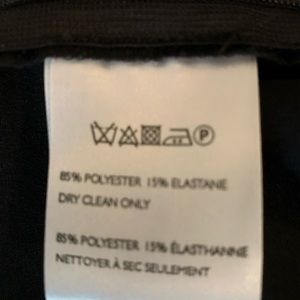 P
85% POLYESTER 15% ELASTANE
DRY CLEAN ONLY
85% POLYESTER 15% ÉLASTHANNE
NETTOYER À SEC SEULEMENT